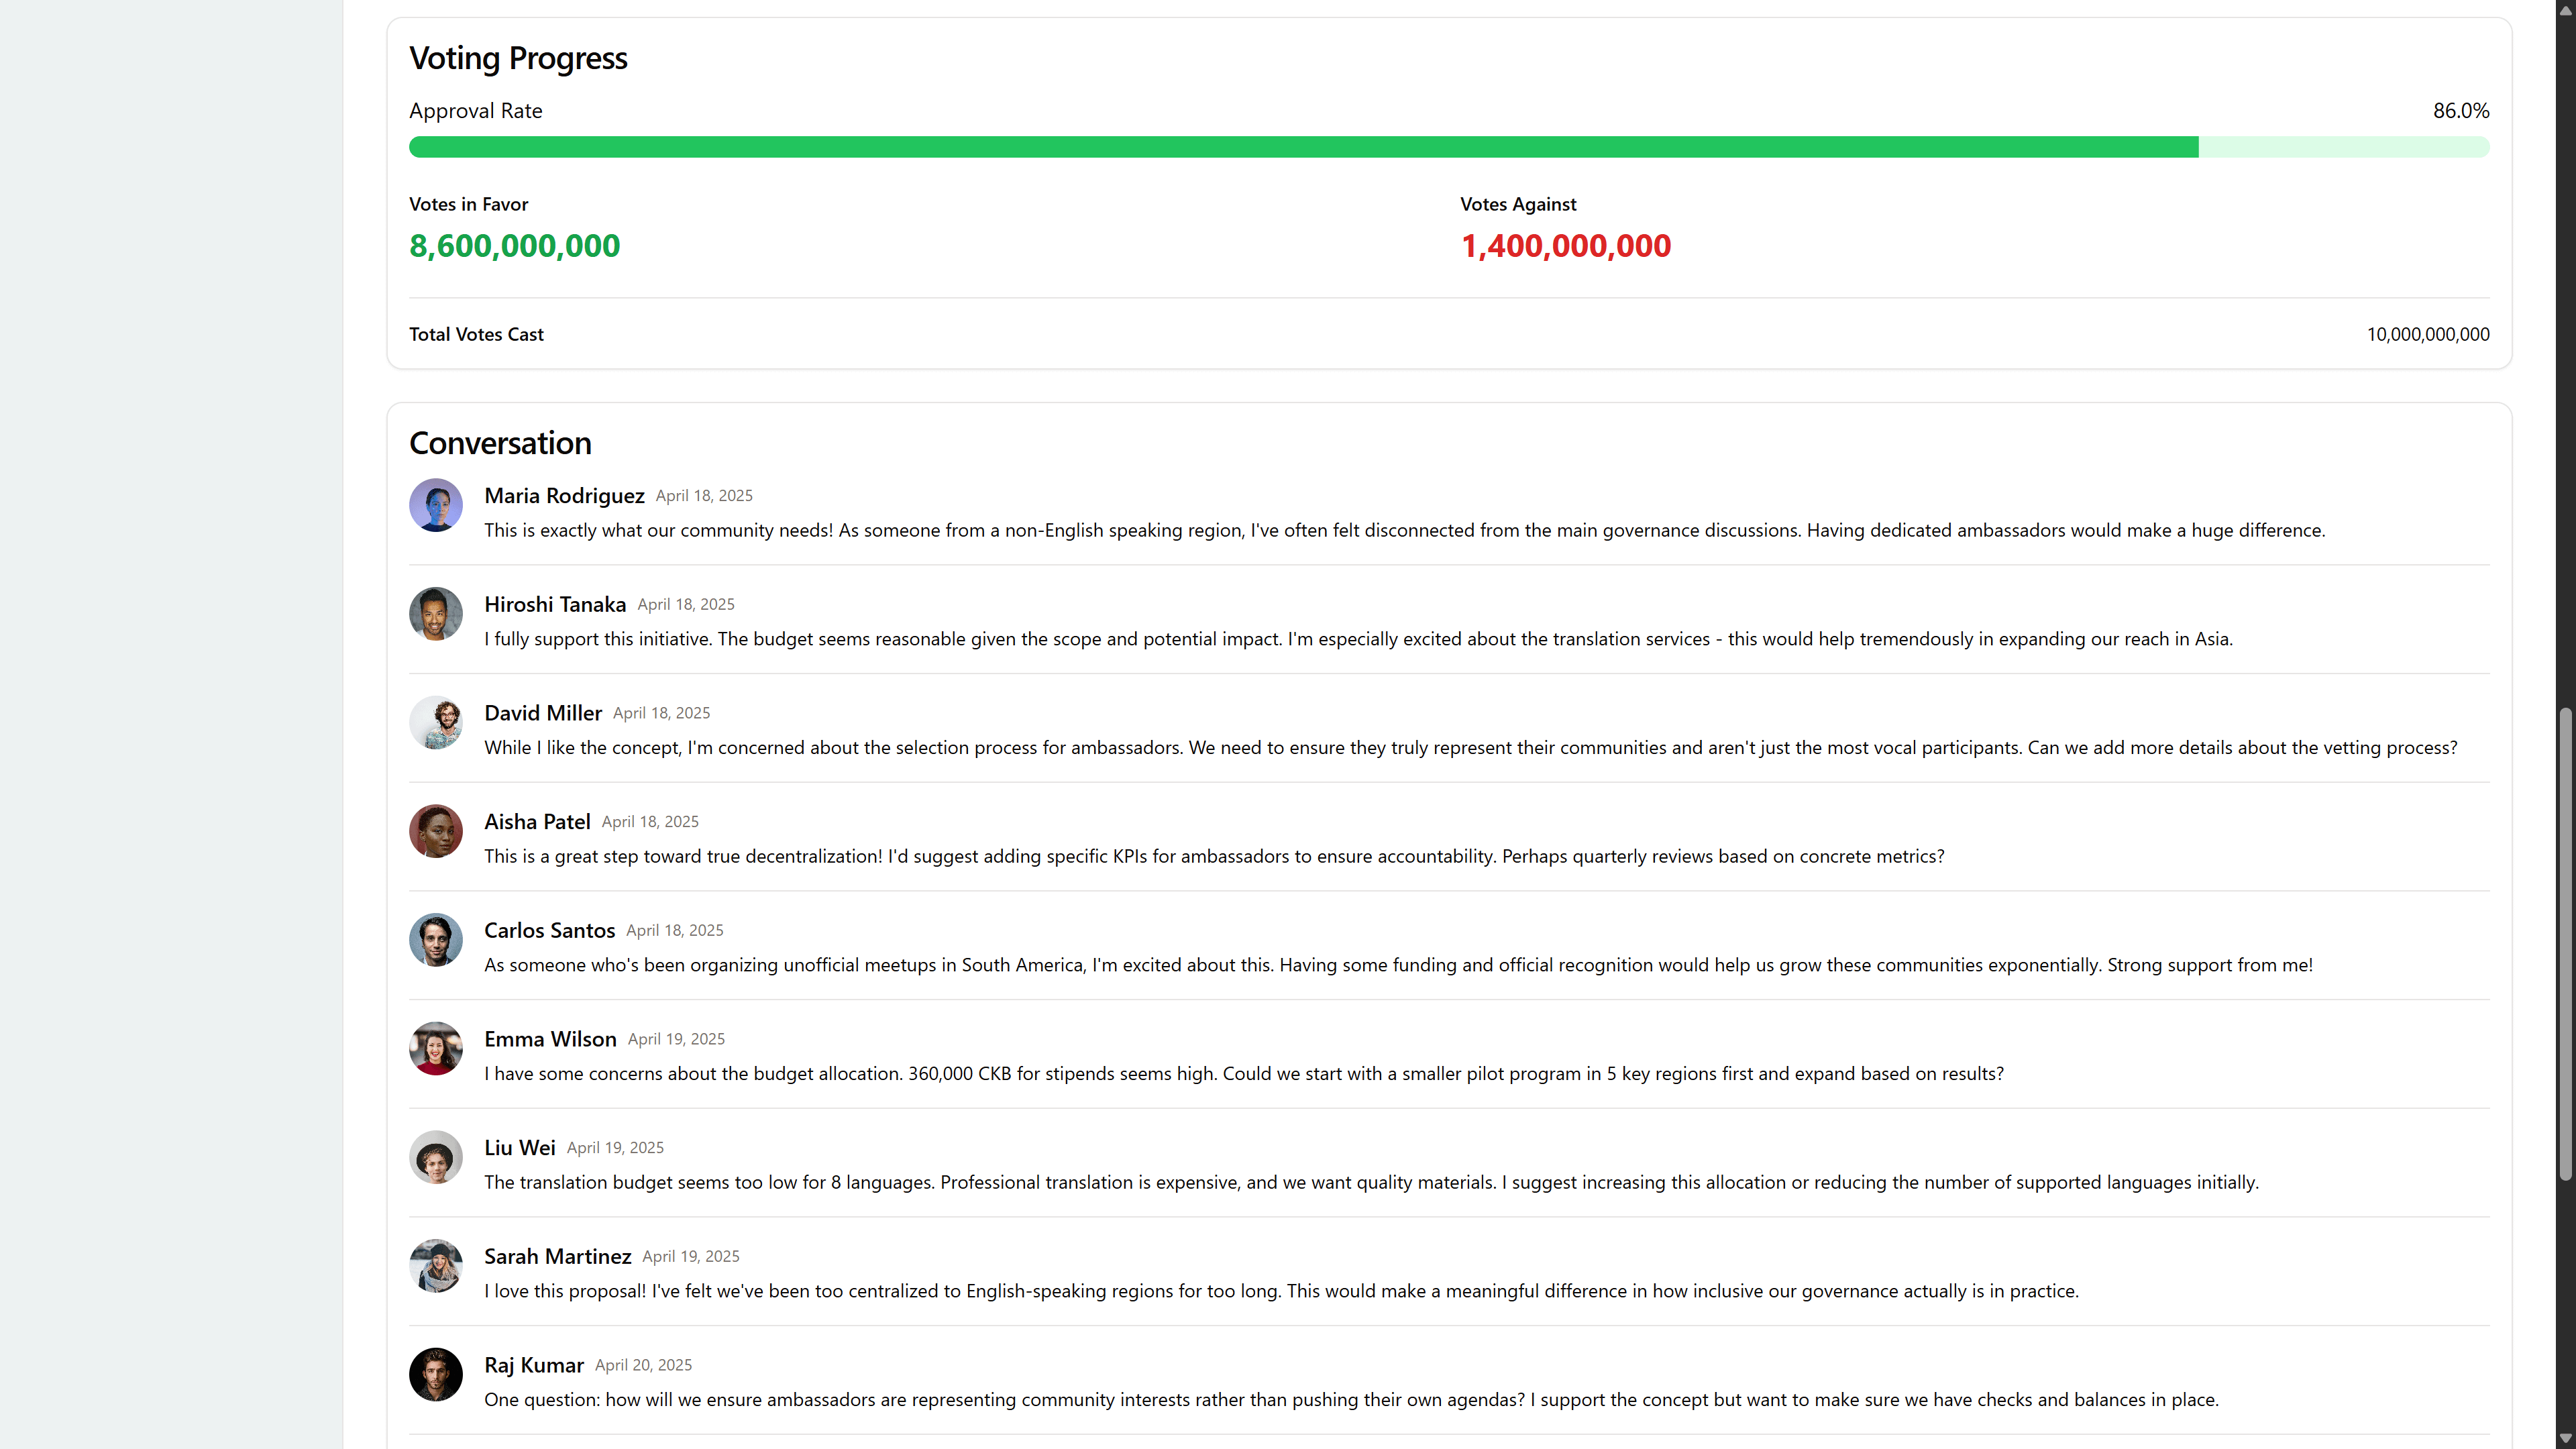 Voting Progress
Approval Rate
86.0%
Votes in Favor
Votes Against
8,600,000,000
1,400,000,000
Total Votes Cast
10,000,000,000
Conversation
Maria Rodriguez April 18, 2025
This is exactly what our community needs! As someone from a non-English speaking region, I've often felt disconnected from the main governance discussions. Having dedicated ambassadors would make a huge difference.
Hiroshi Tanaka April 18, 2025
I fully support this initiative. The budget seems reasonable given the scope and potential impact. I'm especially excited about the translation services - this would help tremendously in expanding our reach in Asia.
David Miller April 18, 2025
While I like the concept, I'm concerned about the selection process for ambassadors. We need to ensure they truly represent their communities and aren't just the most vocal participants. Can we add more details about the vetting process?
Aisha Patel April 18, 2025
This is a great step toward true decentralization! I'd suggest adding specific KPIs for ambassadors to ensure accountability. Perhaps quarterly reviews based on concrete metrics?
Carlos Santos April 18, 2025
As someone who's been organizing unofficial meetups in South America, I'm excited about this. Having some funding and official recognition would help us grow these communities exponentially. Strong support from me!
Emma Wilson April 19, 2025
I have some concerns about the budget allocation. 360,000 CKB for stipends seems high. Could we start with a smaller pilot program in 5 key regions first and expand based on results?
Liu Wei April 19, 2025
The translation budget seems too low for 8 languages. Professional translation is expensive, and we want quality materials. I suggest increasing this allocation or reducing the number of supported languages initially.
Sarah Martinez April 19, 2025
I love this proposal! I've felt we've been too centralized to English-speaking regions for too long. This would make a meaningful difference in how inclusive our governance actually is in practice.
Raj Kumar April 20, 2025
One question: how will we ensure ambassadors are representing community interests rather than pushing their own agendas? I support the concept but want to make sure we have checks and balances in place.